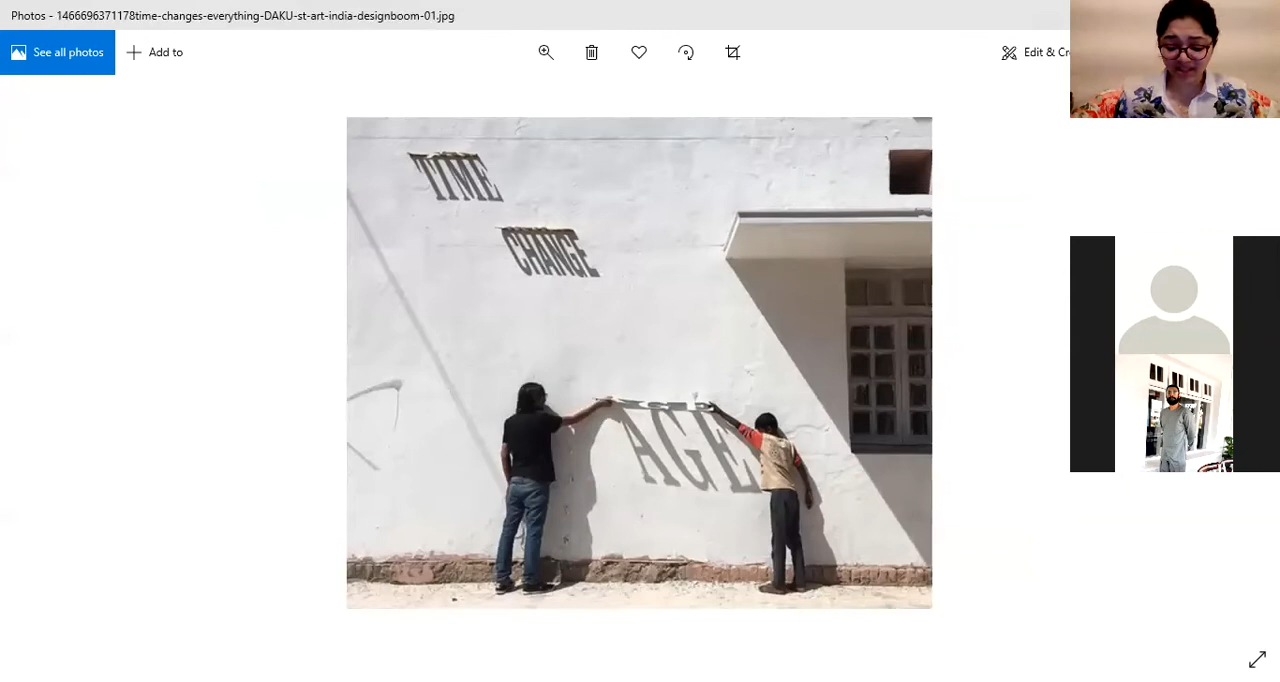 Photos - 1466696371178time-changes-everything-DAKU-st-art-india-designboom-01.jpg
See all photos
Add to
Edit & Cr
TIME
CHANGE
AGE